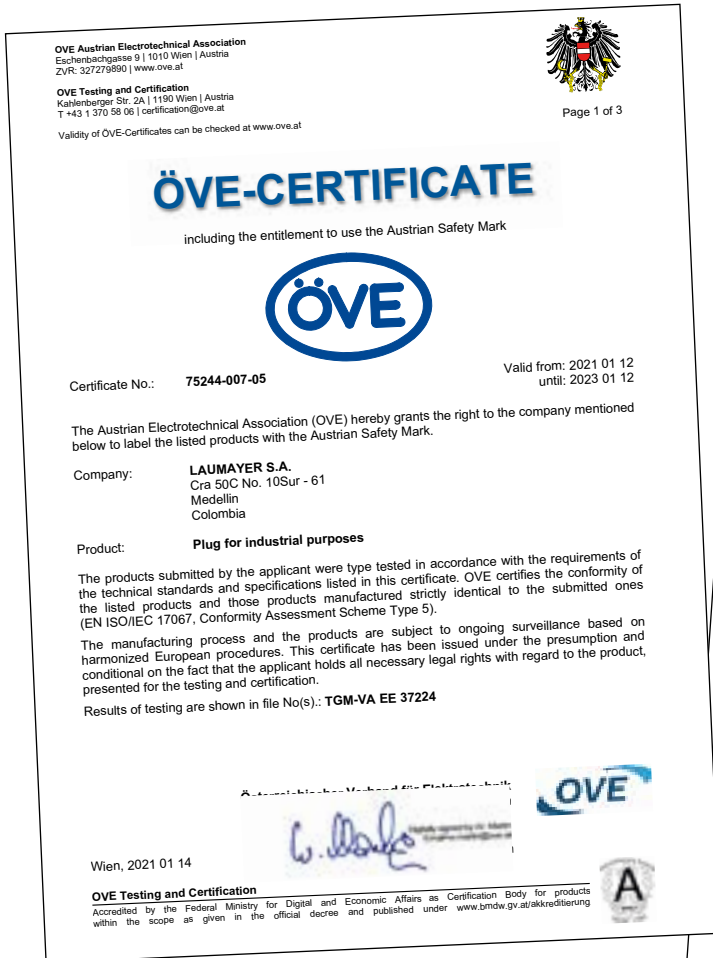 OVE Austrian Electrotechnical Association
Eschenbachgasse 9 | 1010 Wien | Austria
ZVR: 327279890 | www.ove.at
OVE Testing and Certification
Kahlenberger Str. 2A | 1190 Wien | Austria
T +43 1 370 58 06 | certification@ove.at
Validity of ÖVE-Certificates can be checked at www.ove.at
Page 1 of 3
ÖVE-CERTIFICATE
including the entitlement to use the Austrian Safety Mark
ÖVE
Certificate No.: 75244-007-05
Valid from: 2021 01 12
until: 2023 01 12
The Austrian Electrotechnical Association (OVE) hereby grants the right to the company mentioned
below to label the listed products with the Austrian Safety Mark.
Company: LAUMAYER S.A.
Cra 50C No. 10Sur - 61
Medellin
Colombia
Product: Plug for industrial purposes
The products submitted by the applicant were type tested in accordance with the requirements of
the technical standards and specifications listed in this certificate. OVE certifies the conformity of
the listed products and those products manufactured strictly identical to the submitted ones
(EN ISO/IEC 17067, Conformity Assessment Scheme Type 5).
The manufacturing process and the products are subject to ongoing surveillance based on
harmonized European procedures. This certificate has been issued under the presumption and
conditional on the fact that the applicant holds all necessary legal rights with regard to the product,
presented for the testing and certification.
Results of testing are shown in file No(s).: TGM-VA EE 37224
Österreichischer Verband für Elektrotechnik
OVE
Wien, 2021 01 14
OVE Testing and Certification
Accredited by the Federal Ministry for Digital and Economic Affairs as Certification Body for products
within the scope as given in the official decree and published under www.bmdw.gv.at/akkreditierung
A